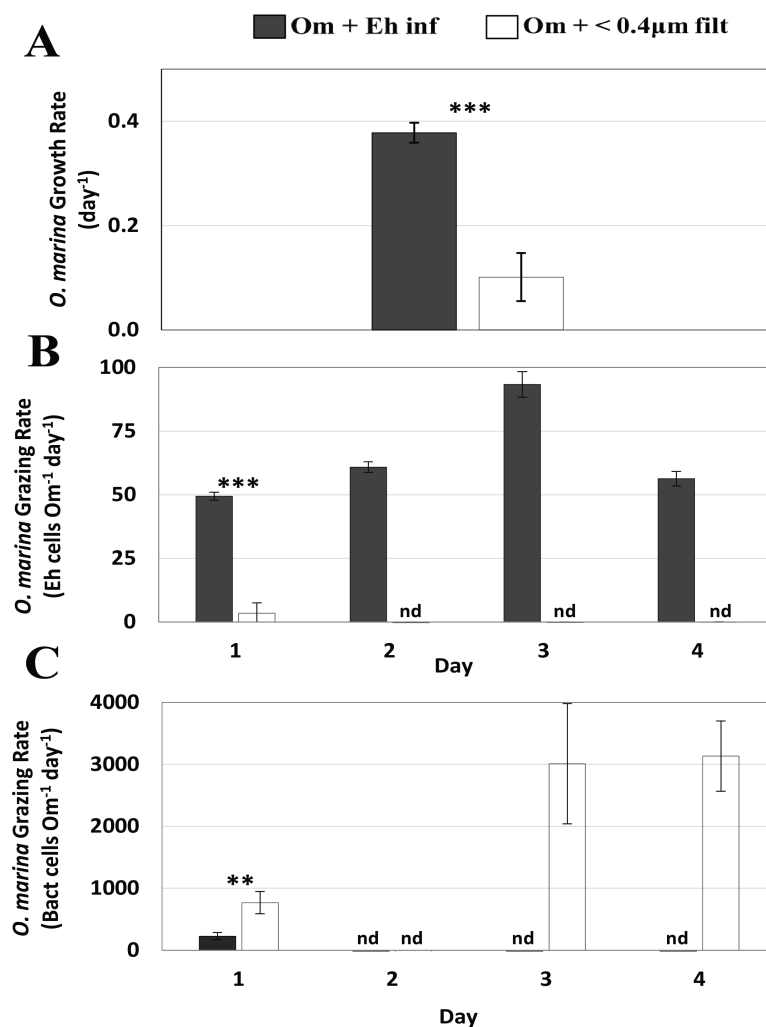 Om + Eh inf
Om + < 0.4µm filt
A
O. marina Growth Rate
(day-1)
0.4
0.2
0.0
***
B
O. marina Grazing Rate
(Eh cells Om-1 day-1)
100
75
50
25
0
***
nd
nd
nd
1
2
3
4
Day
C
O. marina Grazing Rate
(Bact cells Om-1 day-1)
4000
3000
2000
1000
0
**
nd
nd
nd
nd
1
2
3
4
Day